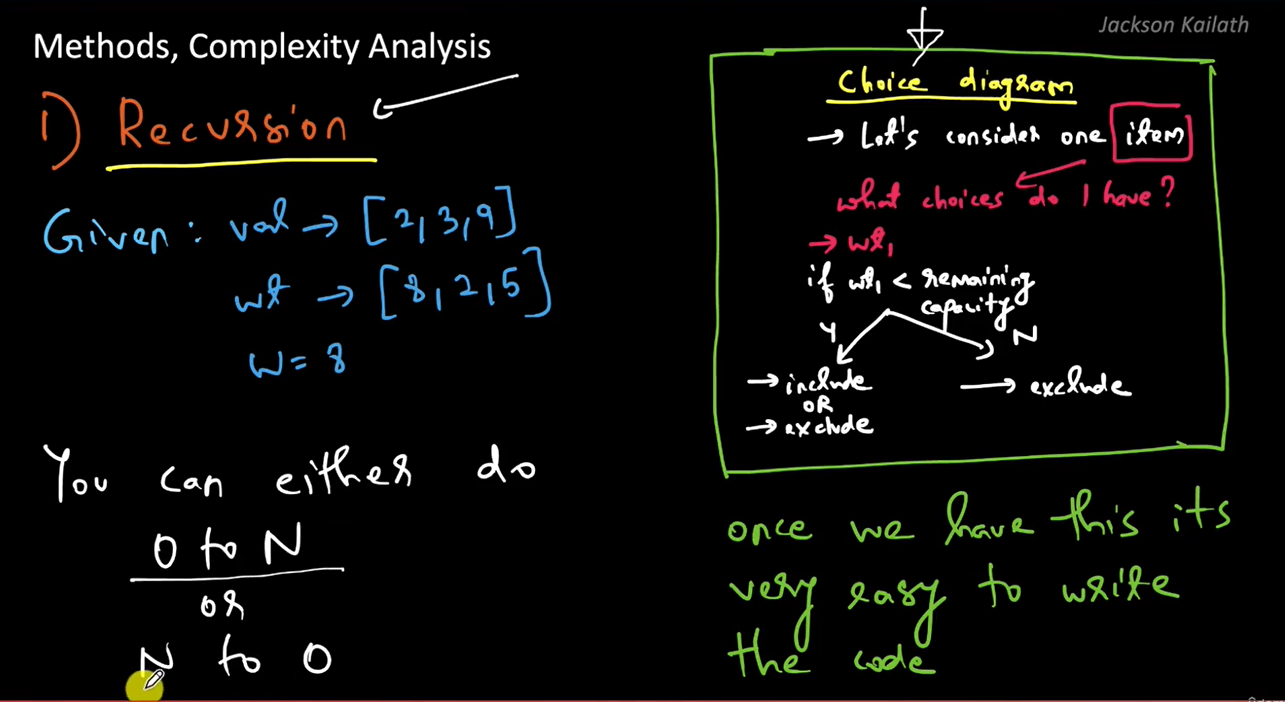 Jackson Kailath
Methods, Complexity Analysis
1) Recursion
Given : val → [2, 3, 9]
wt → [8, 2, 5]
W = 8
You can either do
0 to N
or
N to 0
Choice diagram
→ Let's consider one item
what choices do I have?
→ wt₁
if wt₁ < remaining
capacity
Y
N
→ include
OR
→ exclude
→ exclude
once we have this its
very easy to write
the code